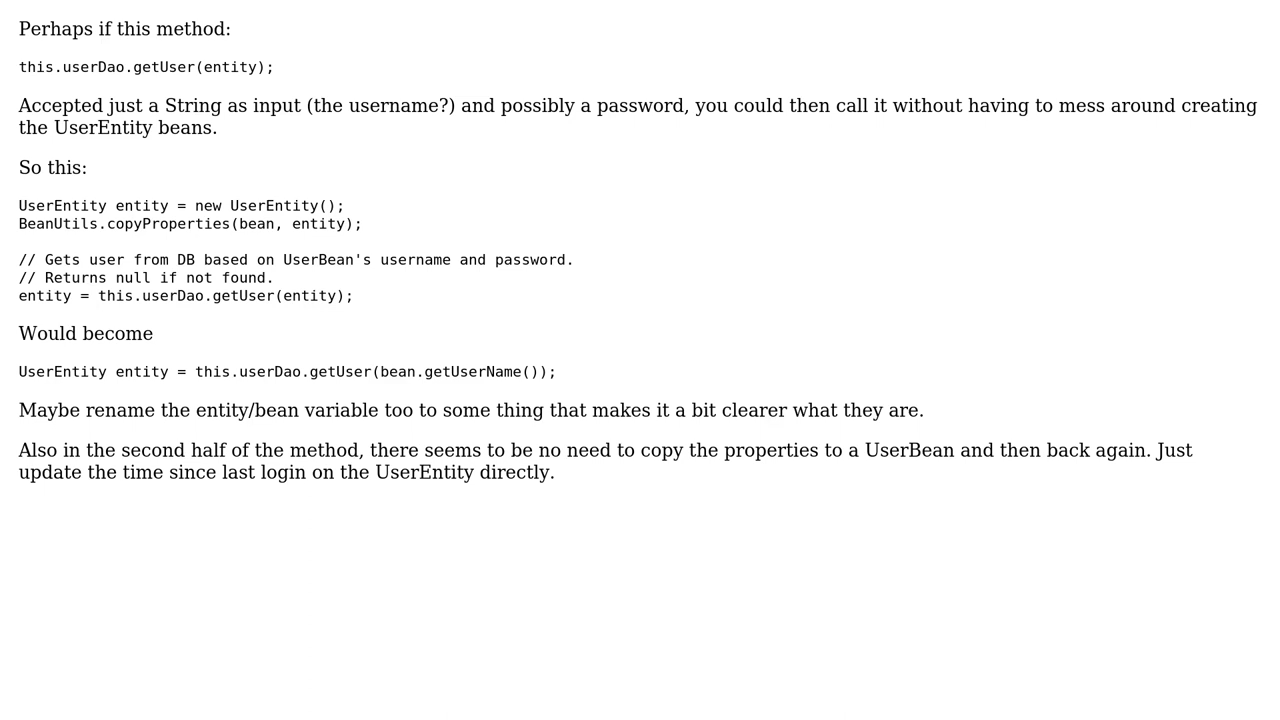 Perhaps if this method:
this.userDao.getUser(entity);
Accepted just a String as input (the username?) and possibly a password, you could then call it without having to mess around creating
the UserEntity beans.
So this:
UserEntity entity = new UserEntity();
BeanUtils.copyProperties(bean, entity);
// Gets user from DB based on UserBean's username and password.
// Returns null if not found.
entity = this.userDao.getUser(entity);
Would become
UserEntity entity = this.userDao.getUser(bean.getUserName());
Maybe rename the entity/bean variable too to some thing that makes it a bit clearer what they are.
Also in the second half of the method, there seems to be no need to copy the properties to a UserBean and then back again. Just
update the time since last login on the UserEntity directly.